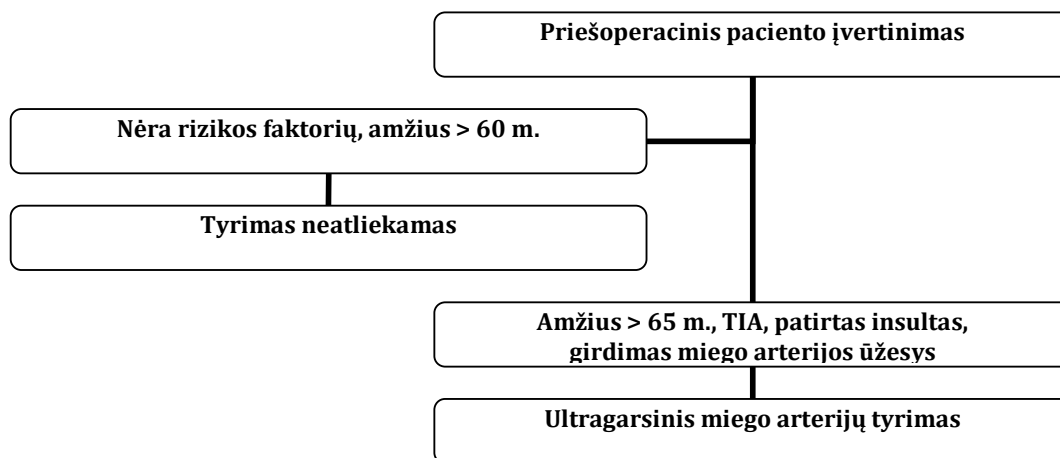 Priešoperacinis paciento įvertinimas
Nėra rizikos faktorių, amžius > 60 m.
Tyrimas neatliekamas
Amžius > 65 m., TIA, patirtas insultas,
girdimas miego arterijos ūžesys
Ultragarsinis miego arterijų tyrimas